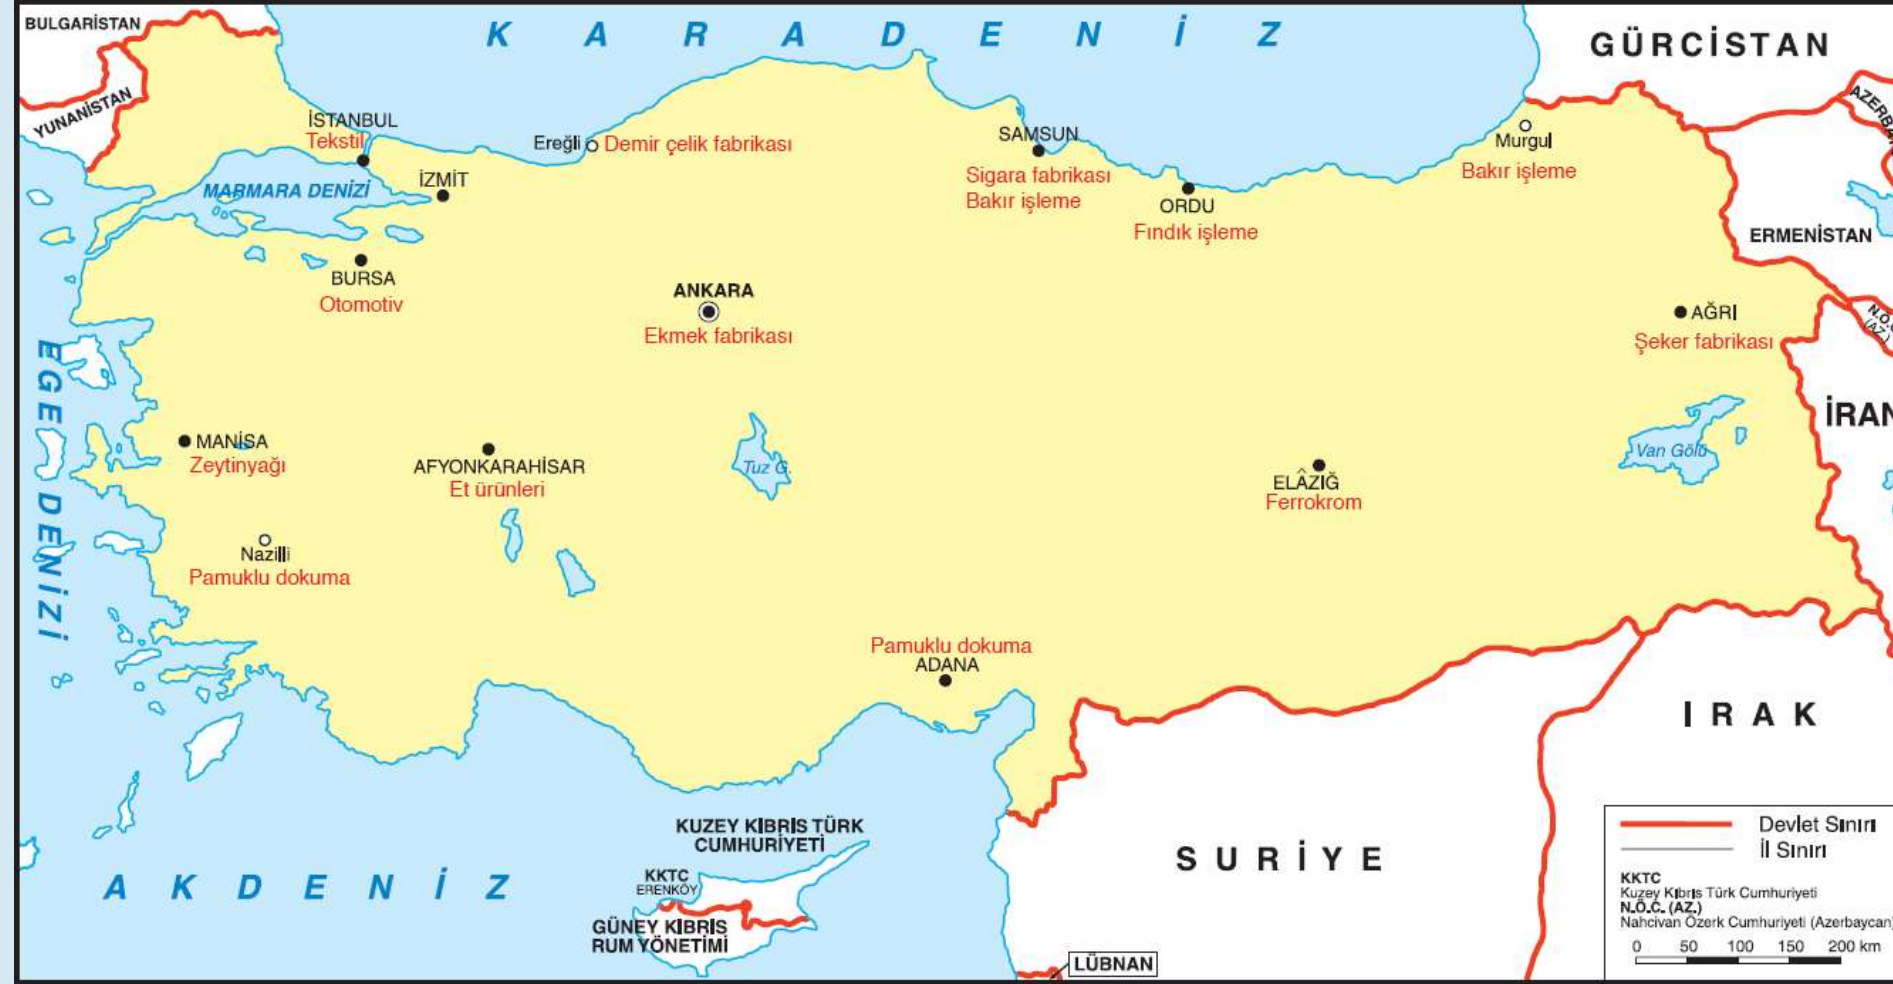 BULGARİSTAN
KARADENİZ
GÜRCİSTAN
YUNANİSTAN
İSTANBUL
Tekstil
Ereğli
Demir çelik fabrikası
SAMSUN
Sigara fabrikası
Bakır işleme
Murgul
Bakır işleme
MARMARA DENİZİ
İZMİT
ORDU
Fındık işleme
ERMENİSTAN
BURSA
Otomotiv
ANKARA
Ekmek fabrikası
AĞRI
Şeker fabrikası
EGE DENİZİ
MANİSA
Zeytinyağı
AFYONKARAHİSAR
Et ürünleri
Tuz G.
ELÂZIĞ
Ferrokrom
Van Gölü
İRAN
Nazilli
Pamuklu dokuma
Pamuklu dokuma
ADANA
IRAK
SURİYE
AKDENİZ
KUZEY KIBRIS TÜRK
CUMHURİYETİ
KKTC
ERENKÖY
GÜNEY KIBRIS
RUM YÖNETİMİ
LÜBNAN
Devlet Sınırı
İl Sınırı
KKTC
Kuzey Kıbrıs Türk Cumhuriyeti
N.Ö.C. (AZ.)
Nahcivan Özerk Cumhuriyeti (Azerbaycan)
0 50 100 150 200 km